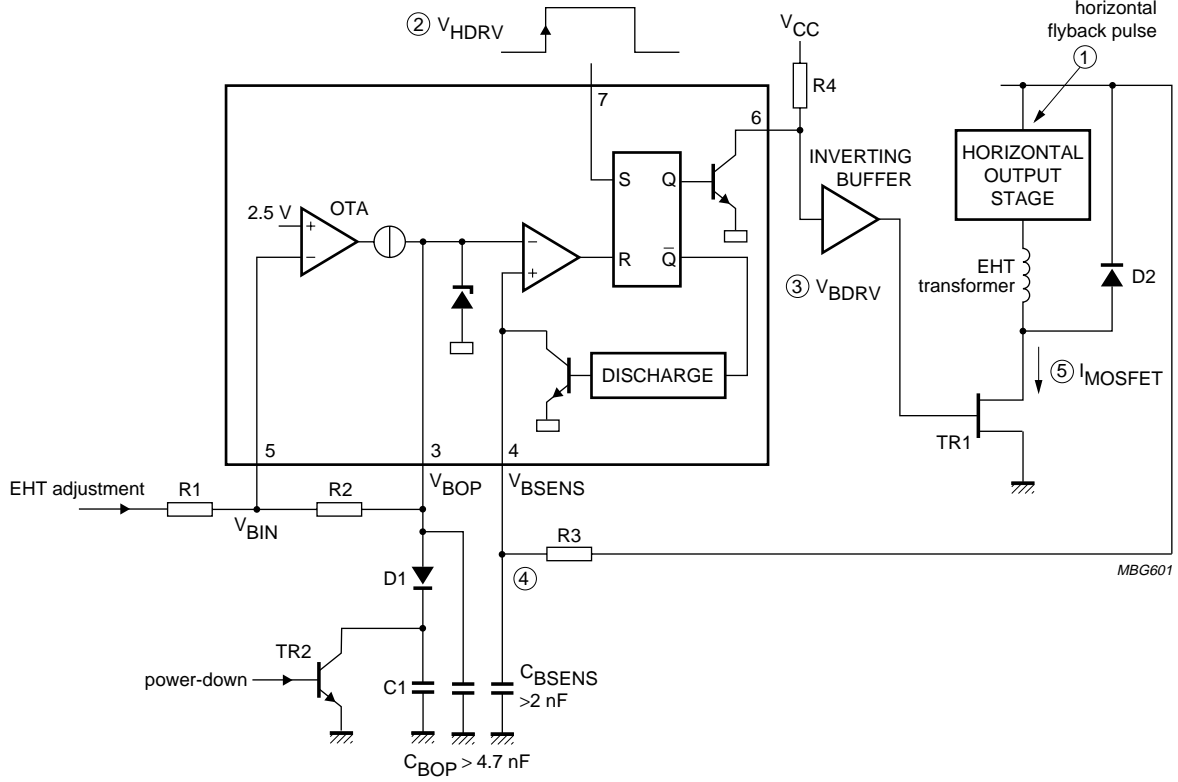 horizontal
flyback pulse
1
2 VHDRV
VCC
R4
7
6
INVERTING
BUFFER
HORIZONTAL
OUTPUT
STAGE
S Q
R Q̅
2.5 V
OTA
+
−
−
+
EHT
transformer
D2
3 VBDRV
5 IMOSFET
DISCHARGE
TR1
5 3 4
EHT adjustment
R1
R2
VBIN
VBOP
VBSENS
R3
4
MBG601
D1
TR2
power-down
C1
CBSENS
>2 nF
CBOP > 4.7 nF